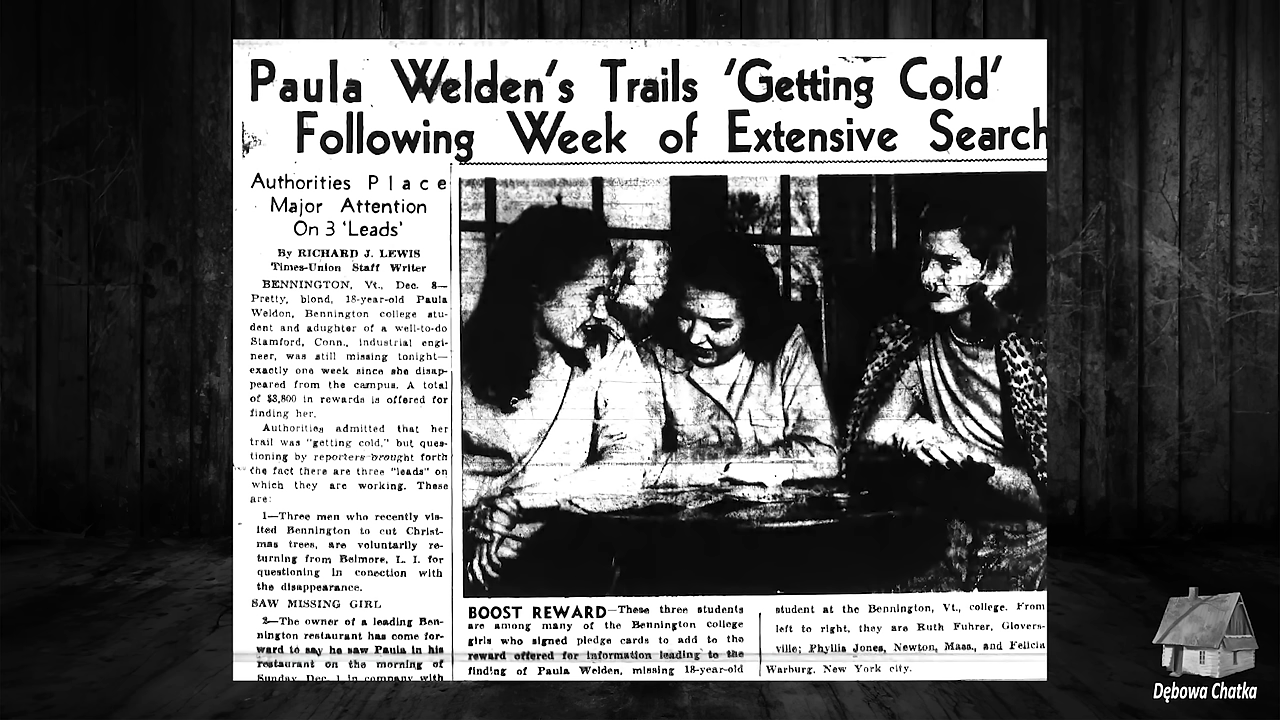 Paula Welden's Trails 'Getting Cold'
Following Week of Extensive Search
Authorities Place
Major Attention
On 3 'Leads'
By RICHARD J. LEWIS
Times-Union Staff Writer
BENNINGTON, Vt., Dec. 8—
Pretty, blond, 18-year-old Paula
Weldon, Bennington college stu-
dent and adughter of a well-to-do
Stamford, Conn., industrial engi-
neer, was still missing tonight—
exactly one week since she disap-
peared from the campus. A total
of $3,800 in rewards is offered for
finding her.
Authorities admitted that her
trail was "getting cold," but ques-
tioning by reporters brought forth
the fact there are three "leads" on
which they are working. These
are:
1—Three men who recently vis-
ited Bennington to cut Christ-
mas trees, are voluntarily re-
turning from Belmore, L. I. for
questioning in conection with
the disappearance.
SAW MISSING GIRL
2—The owner of a leading Ben-
nington restaurant has come for-
ward to say he saw Paula in his
restaurant on the morning of
Sunday, Dec. 1 in company with
BOOST REWARD—These three students
are among many of the Bennington college
girls who signed pledge cards to add to the
reward offered for information leading to the
finding of Paula Welden, missing 18-year-old
student at the Bennington, Vt., college. From
left to right, they are Ruth Fuhrer, Glovers-
ville; Phyllis Jones, Newton, Mass., and Felicia
Warburg, New York city.
Dębowa Chatka